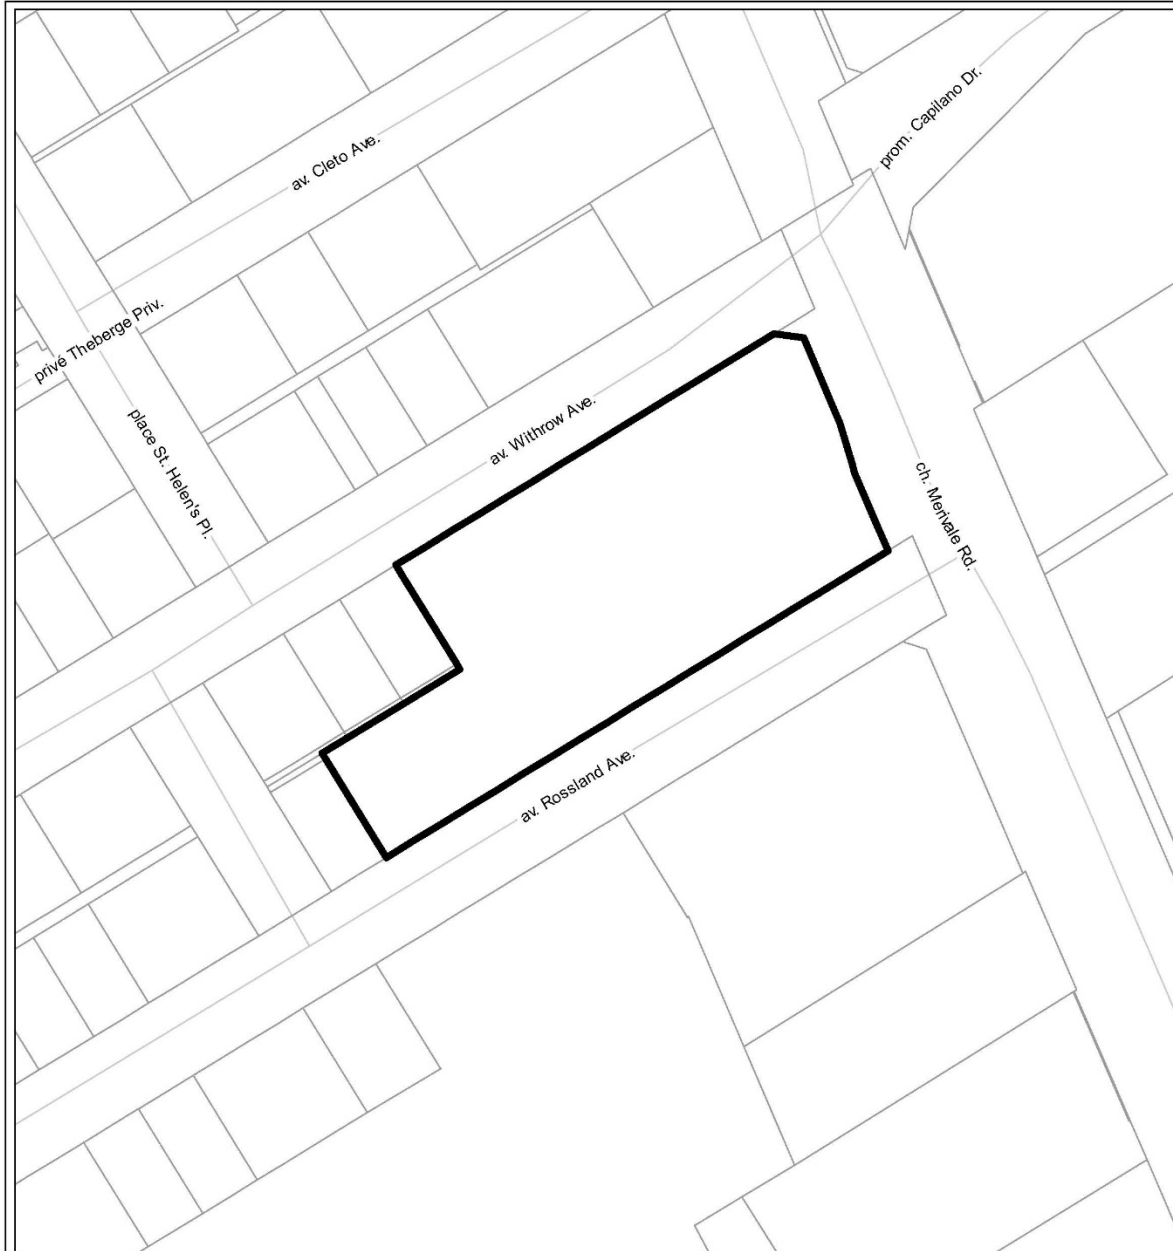 prom. Capilano Dr.
av. Cleto Ave.
privé Theberge Priv.
place St. Helen's Pl.
av. Withrow Ave.
ch. Merivale Rd.
av. Rossland Ave.